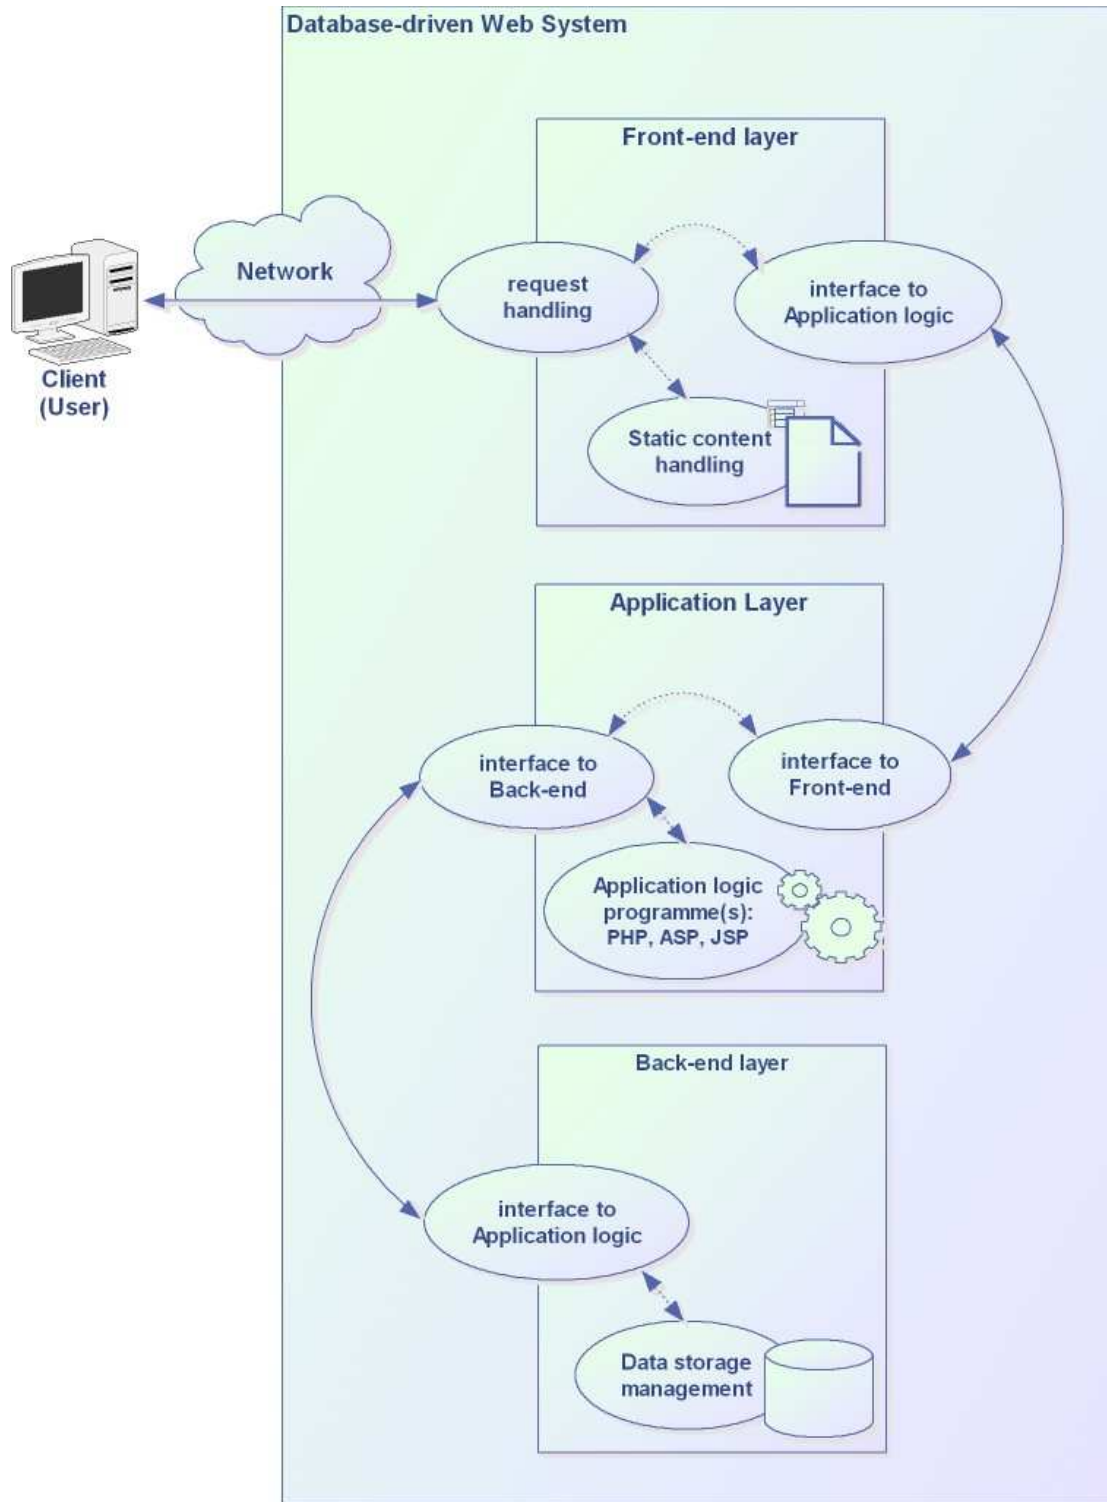 Database-driven Web System
Front-end layer
Network
request
handling
interface to
Application logic
Client
(User)
Static content
handling
Application Layer
interface to
Back-end
interface to
Front-end
Application logic
programme(s):
PHP, ASP, JSP
Back-end layer
interface to
Application logic
Data storage
management